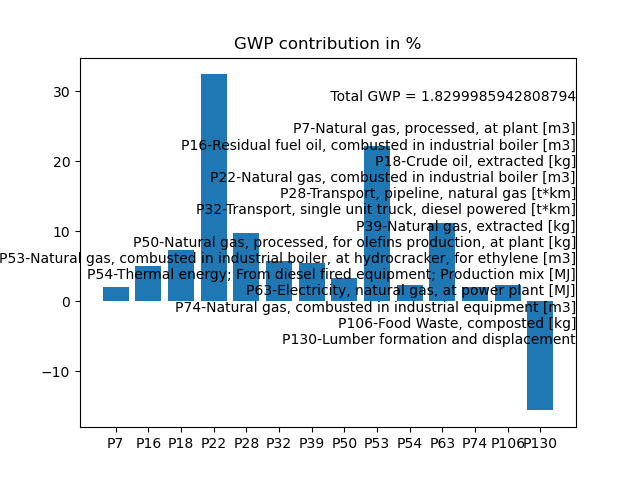 GWP contribution in %
30
20
10
0
−10
Total GWP = 1.8299985942808794
P7-Natural gas, processed, at plant [m3]
P16-Residual fuel oil, combusted in industrial boiler [m3]
P18-Crude oil, extracted [kg]
P22-Natural gas, combusted in industrial boiler [m3]
P28-Transport, pipeline, natural gas [t*km]
P32-Transport, single unit truck, diesel powered [t*km]
P39-Natural gas, extracted [kg]
P50-Natural gas, processed, for olefins production, at plant [kg]
P53-Natural gas, combusted in industrial boiler, at hydrocracker, for ethylene [m3]
P54-Thermal energy; From diesel fired equipment; Production mix [MJ]
P63-Electricity, natural gas, at power plant [MJ]
P74-Natural gas, combusted in industrial equipment [m3]
P106-Food Waste, composted [kg]
P130-Lumber formation and displacement
P7 P16 P18 P22 P28 P32 P39 P50 P53 P54 P63 P74 P106 P130